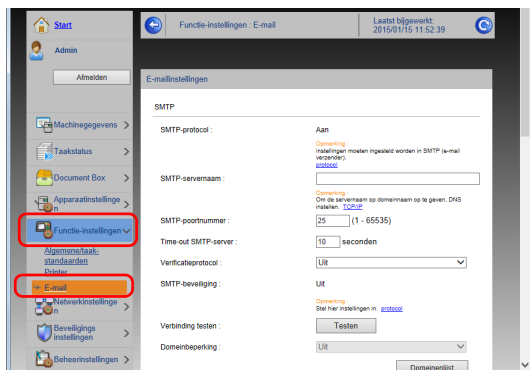 Start
Admin
Afmelden
Machinegegevens
Taakstatus
Document Box
Apparaatinstellinge
n
Functie-instellingen
Algemene/taak-
standaarden
Printer
E-mail
Netwerkinstellinge
n
Beveiligings
instellingen
Beheerinstellingen
Functie-instellingen : E-mail
Laatst bijgewerkt:
2015/01/15 11:52:39
E-mailinstellingen
SMTP
SMTP-protocol : Aan
Opmerking :
Instellingen moeten ingesteld worden in SMTP (e-mail
verzender).
protocol
SMTP-servernaam :
Opmerking :
Om de servernaam op domeinnaam op te geven, DNS
instellen. TCP/IP
SMTP-poortnummer : 25 (1 - 65535)
Time-out SMTP-server : 10 seconden
Verificatieprotocol : Uit
SMTP-beveiliging : Uit
Opmerking :
Stel hier instellingen in. protocol
Verbinding testen : Testen
Domeinbeperking : Uit
Domeinenlijst